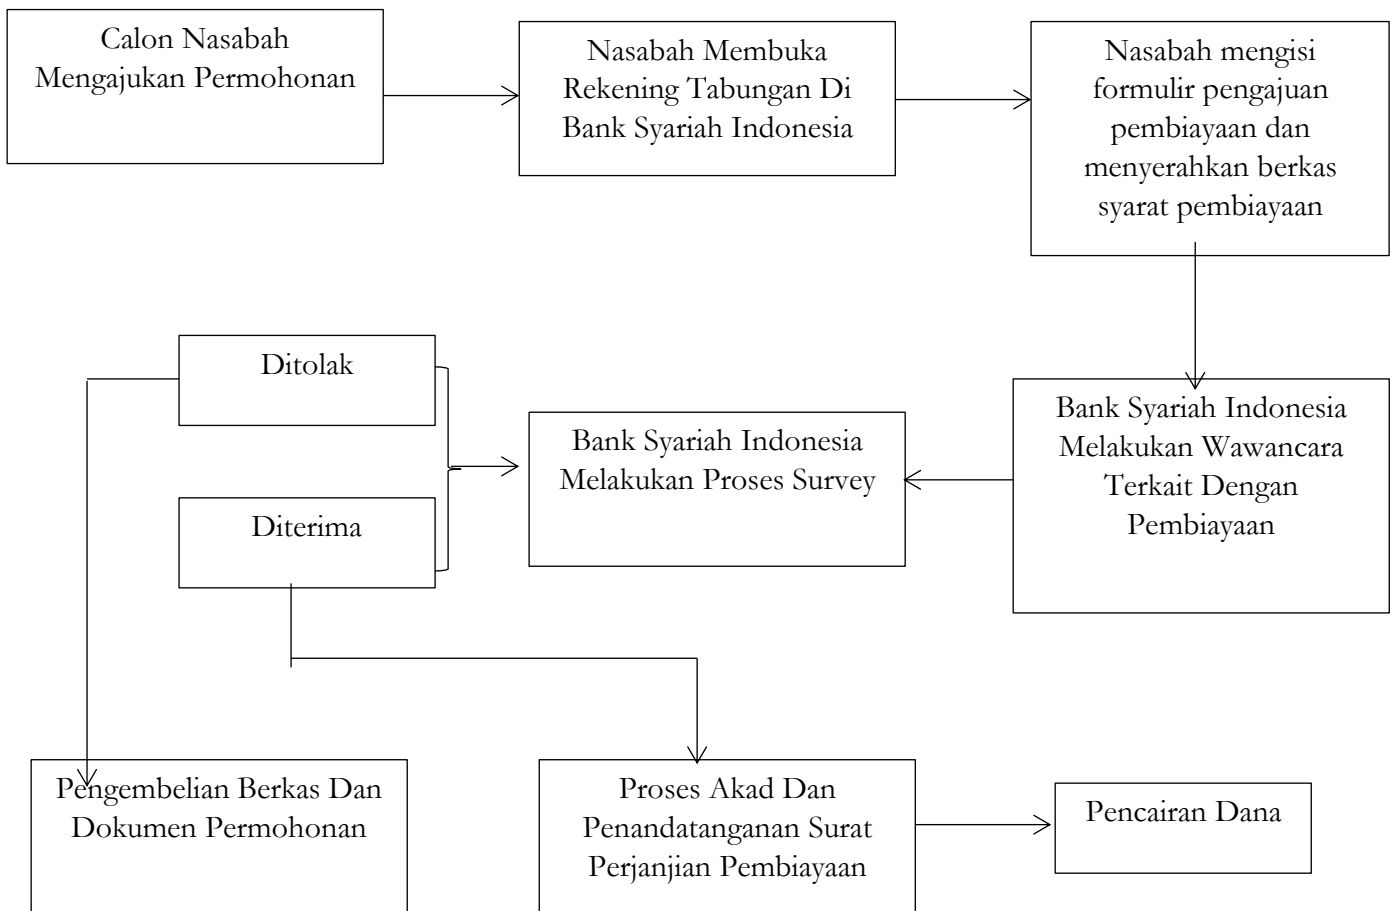 Calon Nasabah
Mengajukan Permohonan
Nasabah Membuka
Rekening Tabungan Di
Bank Syariah Indonesia
Nasabah mengisi
formulir pengajuan
pembiayaan dan
menyerahkan berkas
syarat pembiayaan
Ditolak
Diterima
Bank Syariah Indonesia
Melakukan Proses Survey
Bank Syariah Indonesia
Melakukan Wawancara
Terkait Dengan
Pembiayaan
Pengembelian Berkas Dan
Dokumen Permohonan
Proses Akad Dan
Penandatanganan Surat
Perjanjian Pembiayaan
Pencairan Dana